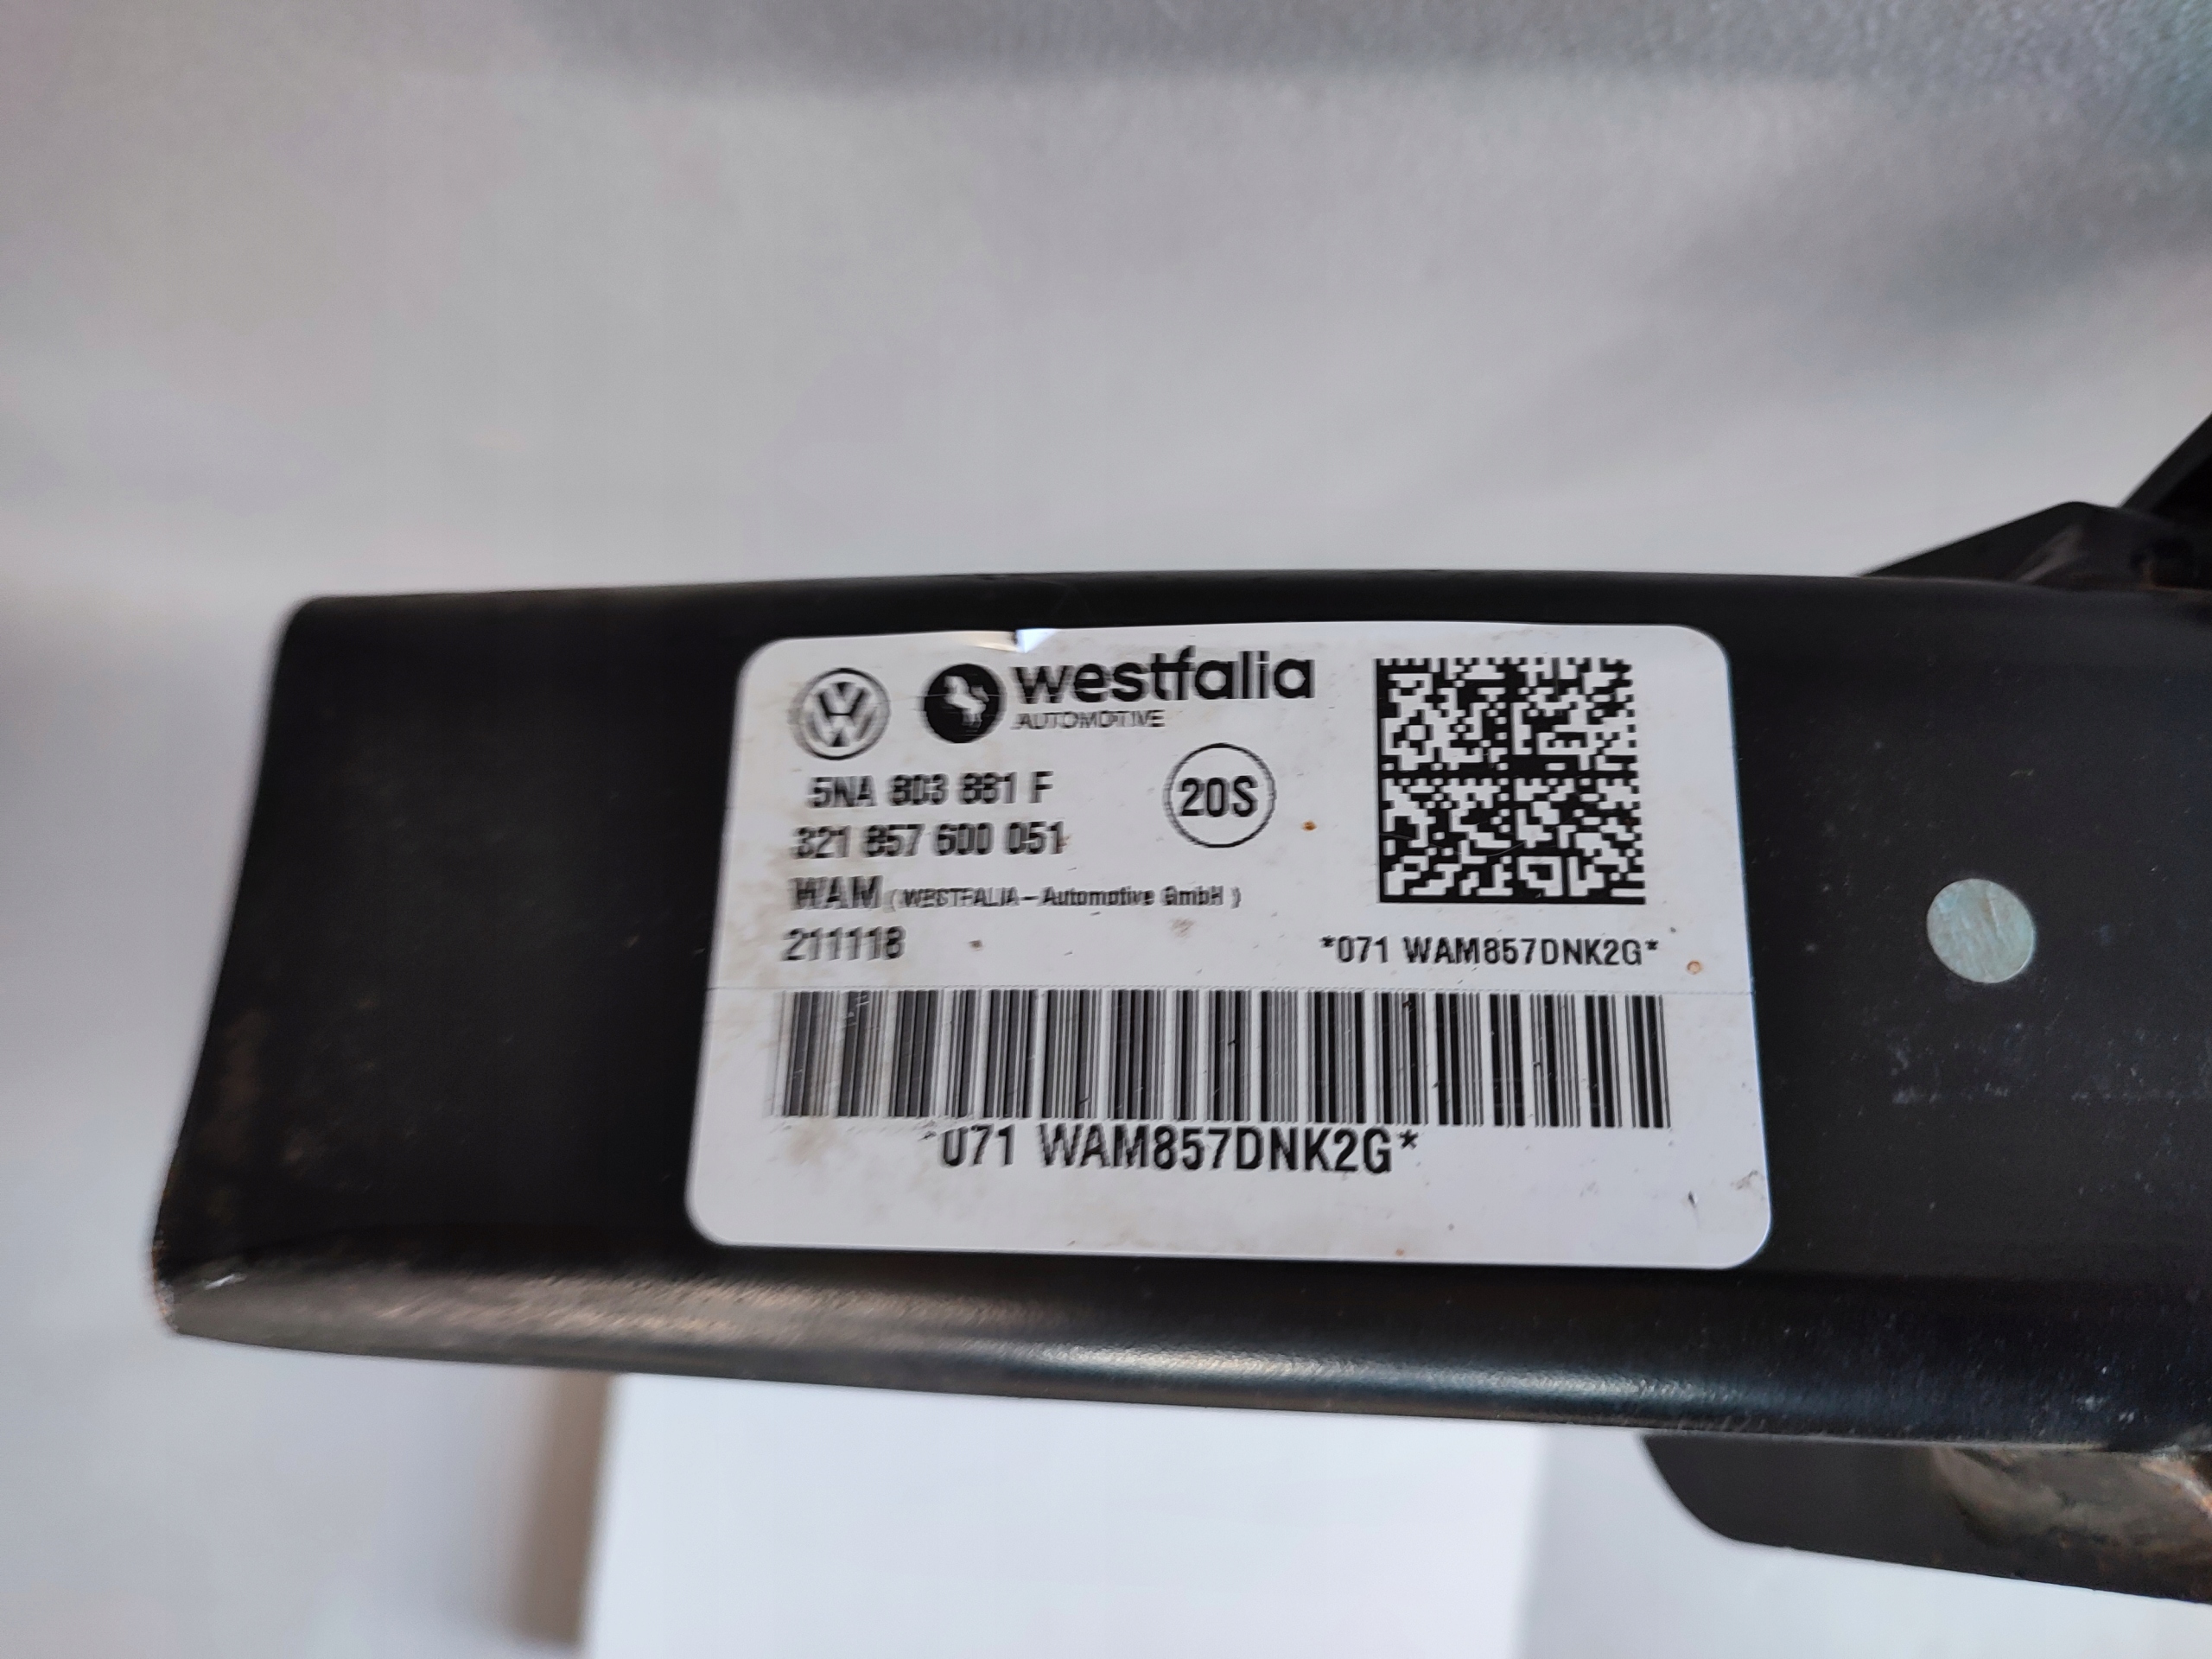 westfalia
AUTOMOTIVE
5NA 803 881 F
20S
321 857 600 051
WAM ( WESTFALIA - Automotive GmbH )
211118
*071 WAM857DNK2G*
*071 WAM857DNK2G*